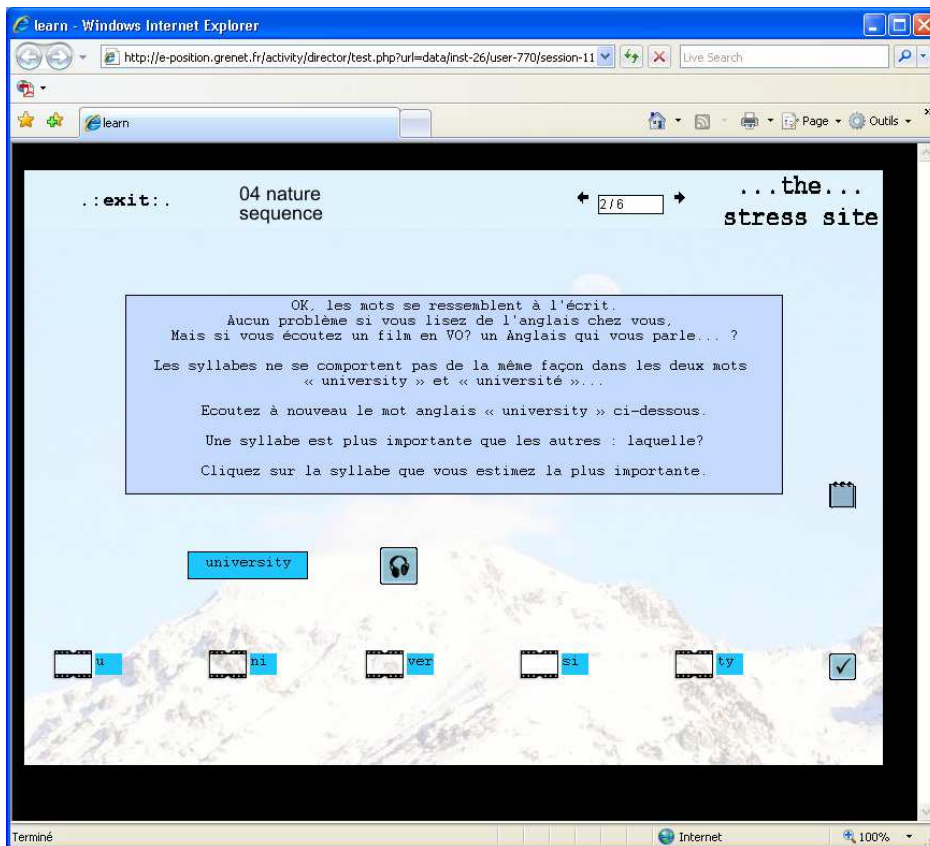 learn - Windows Internet Explorer
http://e-position.grenet.fr/activity/director/test.php?url=data/inst-26/user-770/session-11
Live Search
learn
Page
Outils
»
.:exit:.
04 nature
sequence
2/6
...the...
stress site
OK, les mots se ressemblent à l'écrit.
Aucun problème si vous lisez de l'anglais chez vous,
Mais si vous écoutez un film en VO? un Anglais qui vous parle... ?
Les syllabes ne se comportent pas de la même façon dans les deux mots
« university » et « université »...
Ecoutez à nouveau le mot anglais « university » ci-dessous.
Une syllabe est plus importante que les autres : laquelle?
Cliquez sur la syllabe que vous estimez la plus importante.
university
u ni ver si ty
Terminé
Internet
100%